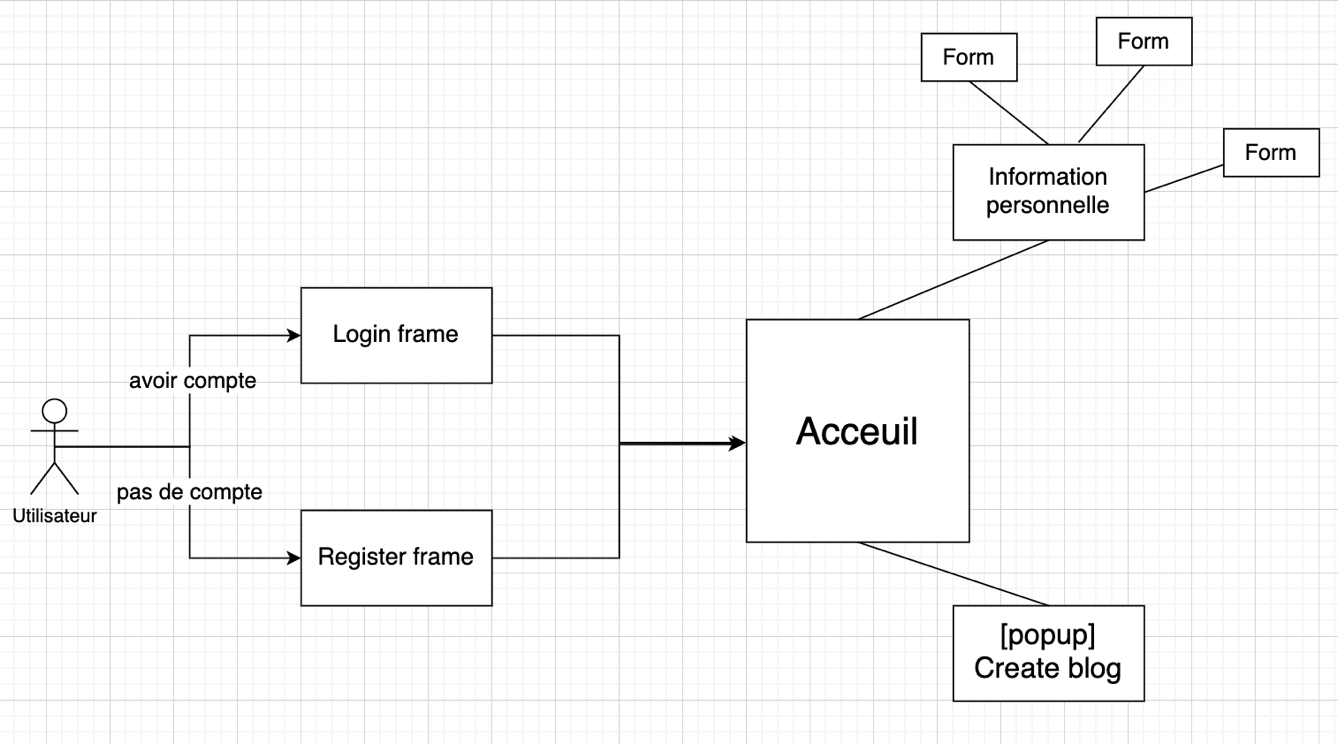 Form
Form
Form
Information
personnelle
Login frame
avoir compte
Acceuil
pas de compte
Utilisateur
Register frame
[popup]
Create blog